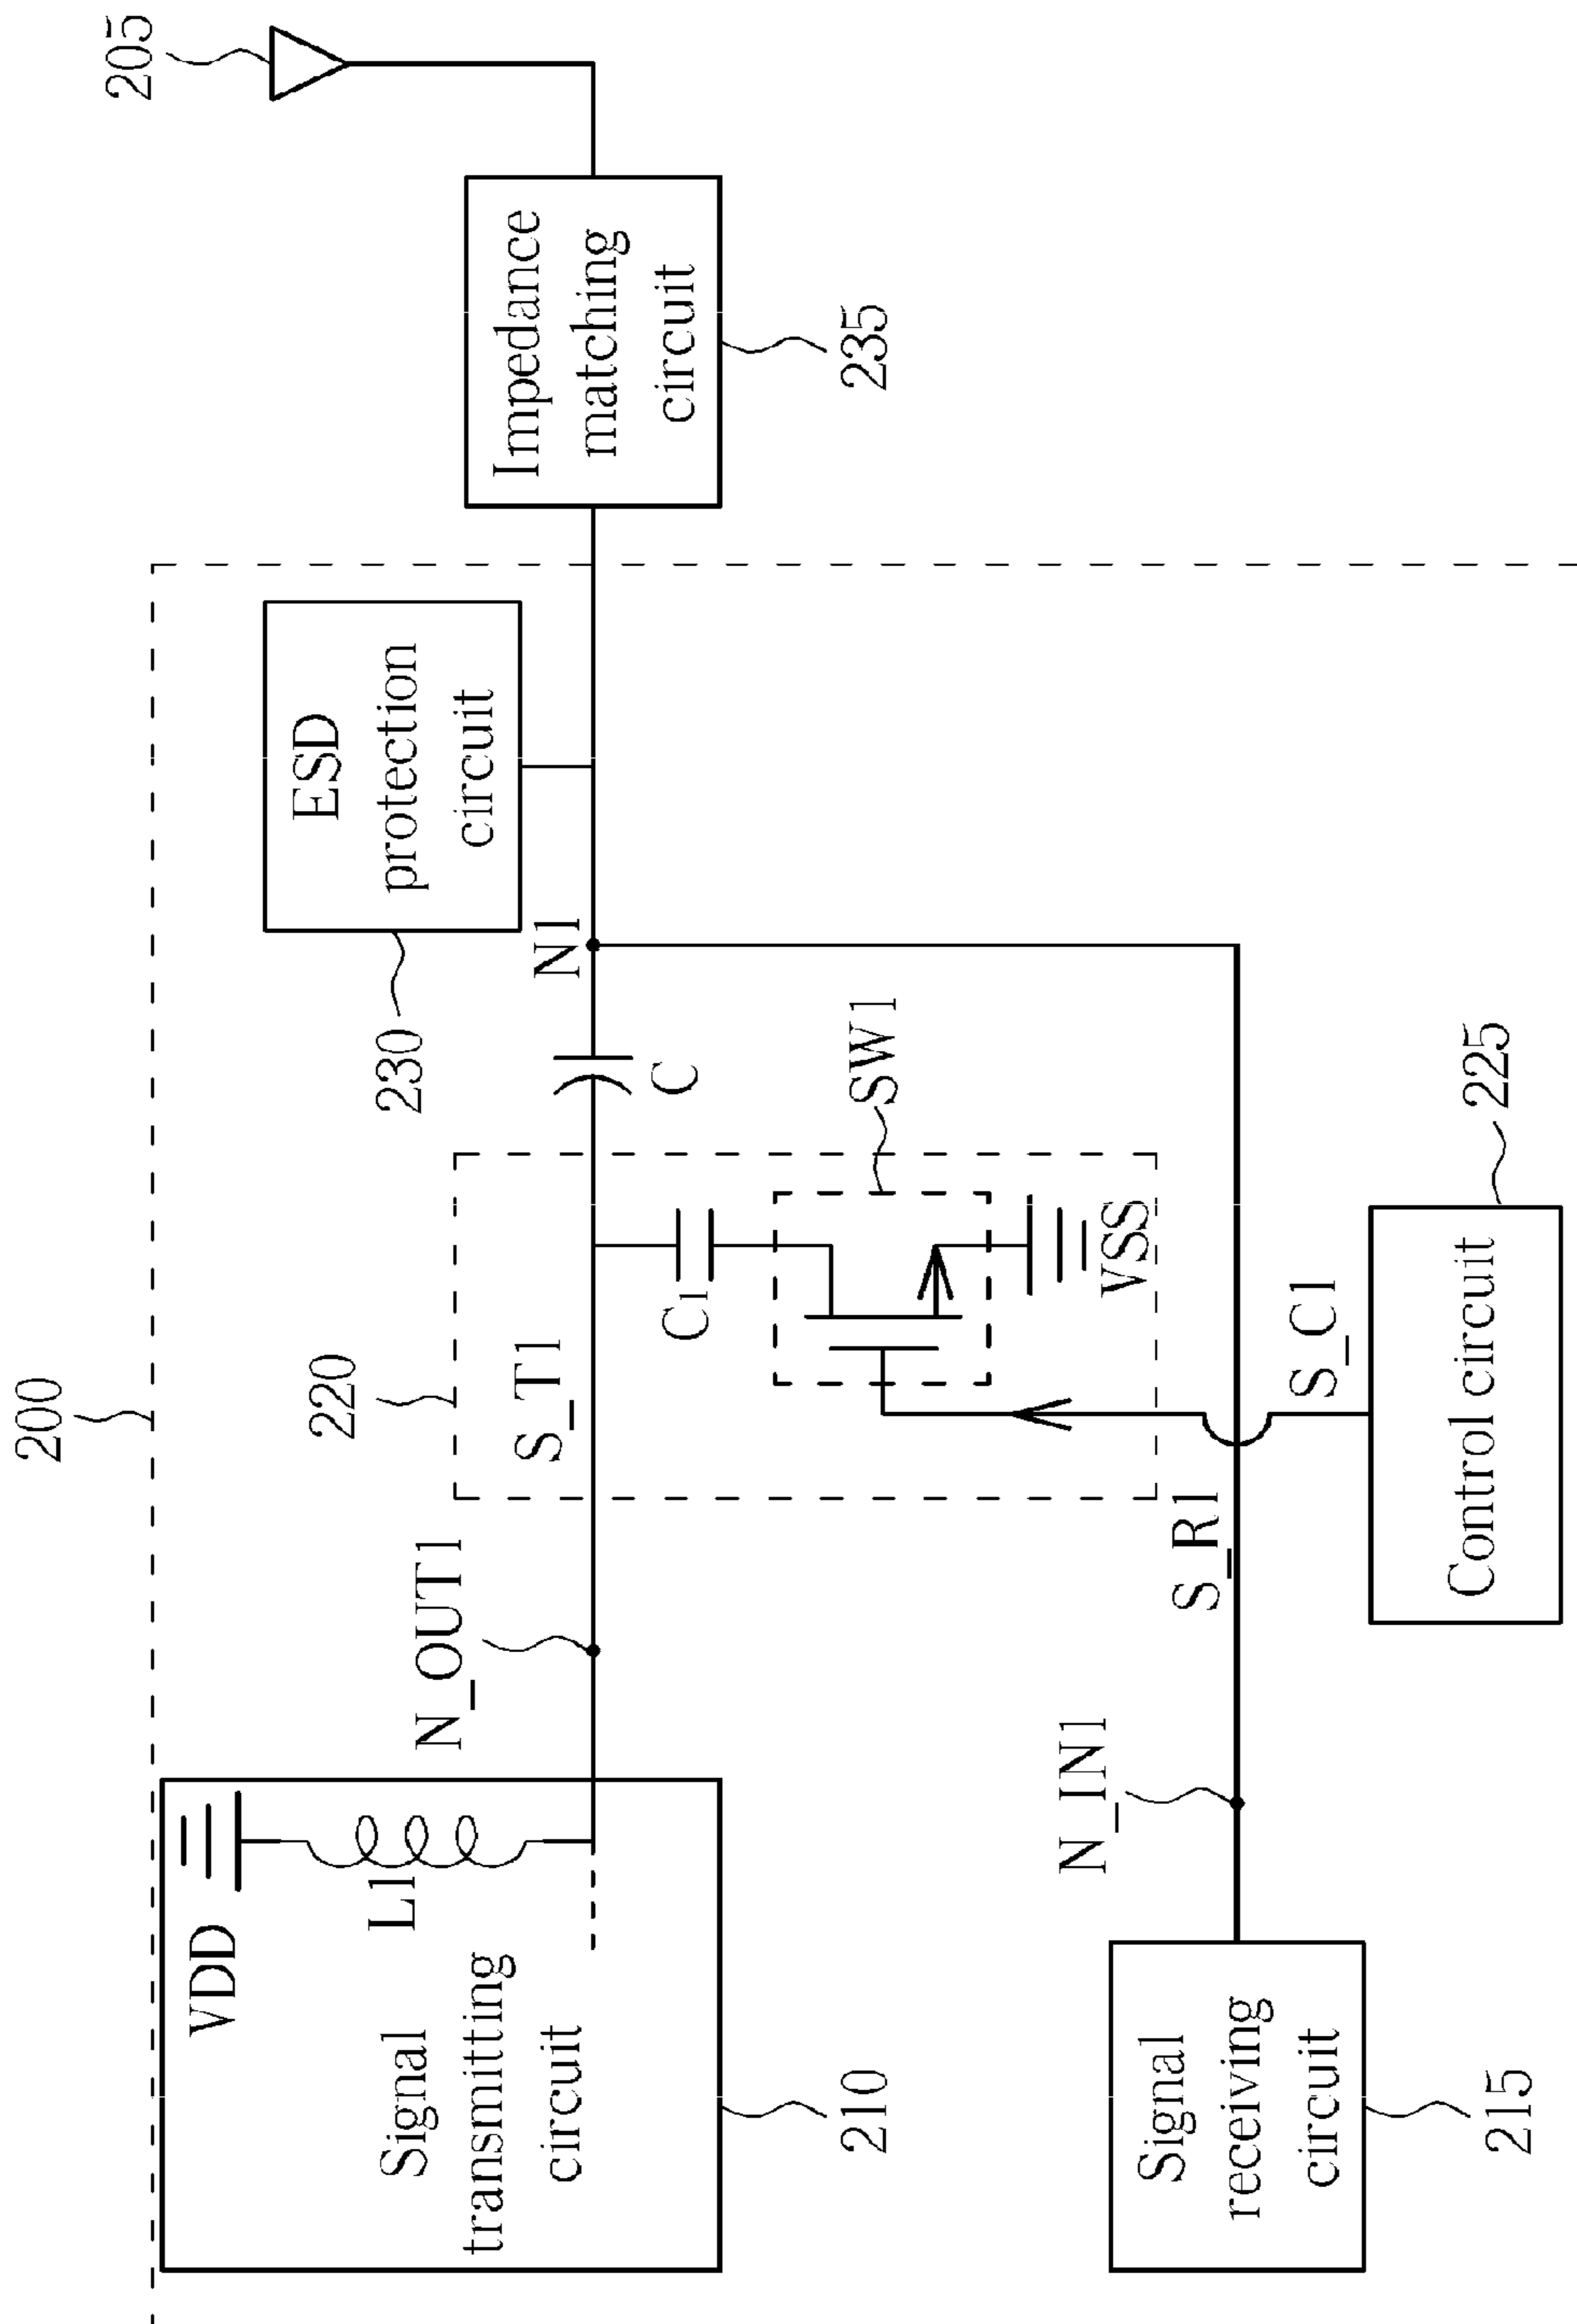 200
205
VDD
L1
Signal
transmitting
circuit
210
N_OUT1
220
S_T1
C1
SW1
VSS
C
N1
230
ESD
protection
circuit
Impedance
matching
circuit
235
Signal
receiving
circuit
215
N_IN1
S_R1
S_C1
Control circuit
225